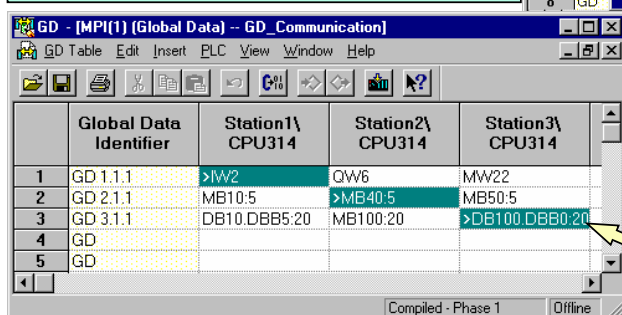 8 GD
GD - [MPI(1) (Global Data) -- GD_Communication]
GD Table Edit Insert PLC View Window Help
Global Data Identifier Station1\ CPU314 Station2\ CPU314 Station3\ CPU314
1 GD 1.1.1 >IW2 QW6 MW22
2 GD 2.1.1 MB10:5 >MB40:5 MB50:5
3 GD 3.1.1 DB10.DBB5:20 MB100:20 >DB100.DBB0:20
4 GD
5 GD
Compiled - Phase 1 Offline